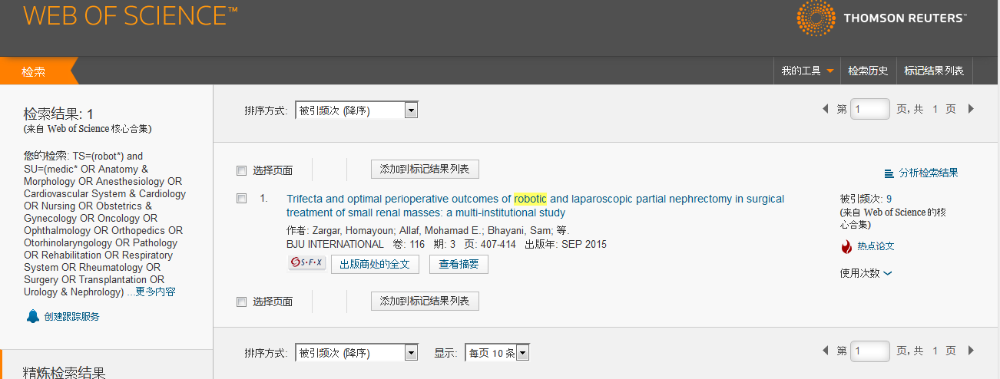 WEB OF SCIENCE™
THOMSON REUTERS™
检索
我的工具
检索历史
标记结果列表
检索结果: 1
(来自 Web of Science 核心合集)
您的检索: TS=(robot*) and
SU=(medic* OR Anatomy &
Morphology OR Anesthesiology OR
Cardiovascular System & Cardiology
OR Nursing OR Obstetrics &
Gynecology OR Oncology OR
Ophthalmology OR Orthopedics OR
Otorhinolaryngology OR Pathology
OR Rehabilitation OR Respiratory
System OR Rheumatology OR
Surgery OR Transplantation OR
Urology & Nephrology) ...更多内容
创建跟踪服务
精炼检索结果
排序方式: 被引频次 (降序)
第 1 页, 共 1 页
选择页面
添加到标记结果列表
分析检索结果
1. Trifecta and optimal perioperative outcomes of robotic and laparoscopic partial nephrectomy in surgical
treatment of small renal masses: a multi-institutional study
作者: Zargar, Homayoun; Allaf, Mohamad E.; Bhayani, Sam; 等.
BJU INTERNATIONAL 卷: 116 期: 3 页: 407-414 出版年: SEP 2015
S·F·X
出版商处的全文
查看摘要
被引频次: 9
(来自 Web of Science 的核
心合集)
热点论文
使用次数
选择页面
添加到标记结果列表
排序方式: 被引频次 (降序) 显示: 每页 10 条
第 1 页, 共 1 页